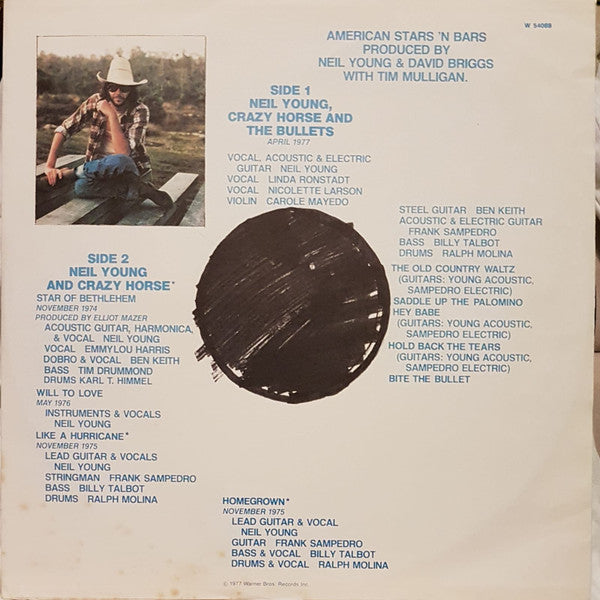 W 54088
AMERICAN STARS 'N BARS
PRODUCED BY
NEIL YOUNG & DAVID BRIGGS
WITH TIM MULLIGAN.
SIDE 1
NEIL YOUNG,
CRAZY HORSE AND
THE BULLETS
APRIL 1977
VOCAL, ACOUSTIC & ELECTRIC
GUITAR NEIL YOUNG
VOCAL LINDA RONSTADT
VOCAL NICOLETTE LARSON
VIOLIN CAROLE MAYEDO
STEEL GUITAR BEN KEITH
ACOUSTIC & ELECTRIC GUITAR
FRANK SAMPEDRO
BASS BILLY TALBOT
DRUMS RALPH MOLINA
THE OLD COUNTRY WALTZ
(GUITARS: YOUNG ACOUSTIC,
SAMPEDRO ELECTRIC)
SADDLE UP THE PALOMINO
HEY BABE
(GUITARS: YOUNG ACOUSTIC,
SAMPEDRO ELECTRIC)
HOLD BACK THE TEARS
(GUITARS: YOUNG ACOUSTIC,
SAMPEDRO ELECTRIC)
BITE THE BULLET
SIDE 2
NEIL YOUNG
AND CRAZY HORSE*
STAR OF BETHLEHEM
NOVEMBER 1974
PRODUCED BY ELLIOT MAZER
ACOUSTIC GUITAR, HARMONICA,
& VOCAL NEIL YOUNG
VOCAL EMMYLOU HARRIS
DOBRO & VOCAL BEN KEITH
BASS TIM DRUMMOND
DRUMS KARL T. HIMMEL
WILL TO LOVE
MAY 1976
INSTRUMENTS & VOCALS
NEIL YOUNG
LIKE A HURRICANE*
NOVEMBER 1975
LEAD GUITAR & VOCALS
NEIL YOUNG
STRINGMAN FRANK SAMPEDRO
BASS BILLY TALBOT
DRUMS RALPH MOLINA
HOMEGROWN*
NOVEMBER 1975
LEAD GUITAR & VOCAL
NEIL YOUNG
GUITAR FRANK SAMPEDRO
BASS & VOCAL BILLY TALBOT
DRUMS & VOCAL RALPH MOLINA
© 1977 Warner Bros. Records Inc.